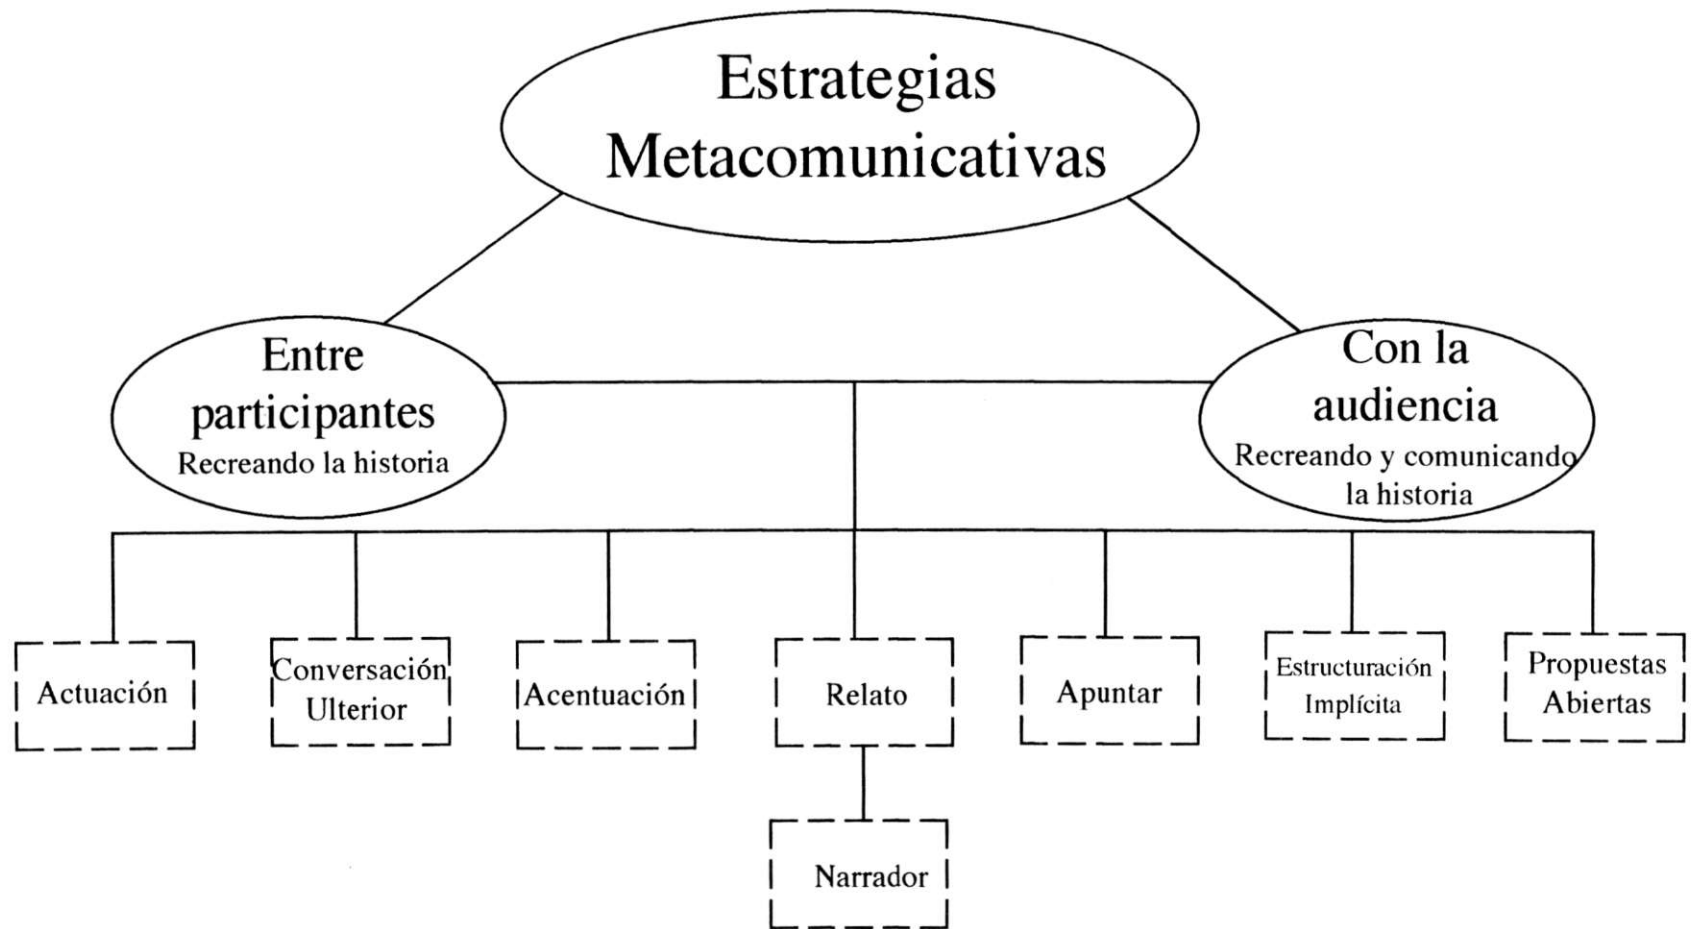 Estrategias
Metacomunicativas
Entre
participantes
Recreando la historia
Con la
audiencia
Recreando y comunicando
la historia
Actuación
Conversación
Ulterior
Acentuación
Relato
Apuntar
Estructuración
Implícita
Propuestas
Abiertas
Narrador